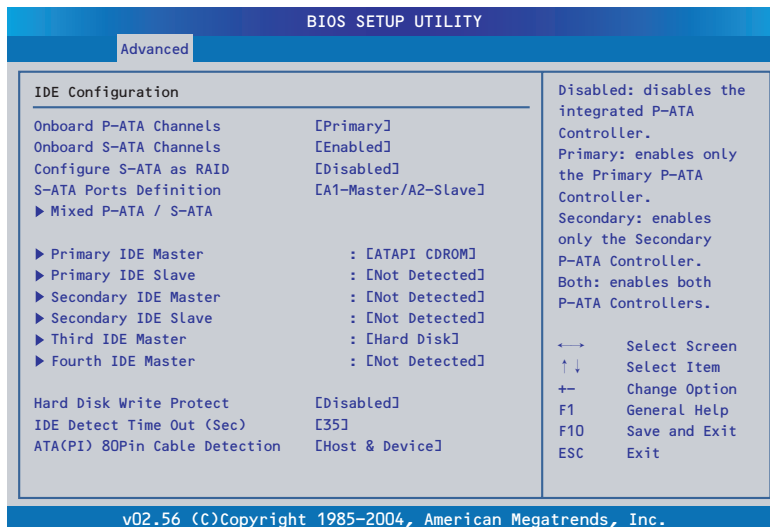 BIOS SETUP UTILITY
Advanced
IDE Configuration
Onboard P-ATA Channels [Primary]
Onboard S-ATA Channels [Enabled]
Configure S-ATA as RAID [Disabled]
S-ATA Ports Definition [A1-Master/A2-Slave]
▶ Mixed P-ATA / S-ATA
▶ Primary IDE Master : [ATAPI CDROM]
▶ Primary IDE Slave : [Not Detected]
▶ Secondary IDE Master : [Not Detected]
▶ Secondary IDE Slave : [Not Detected]
▶ Third IDE Master : [Hard Disk]
▶ Fourth IDE Master : [Not Detected]
Hard Disk Write Protect [Disabled]
IDE Detect Time Out (Sec) [35]
ATA(PI) 80Pin Cable Detection [Host & Device]
Disabled: disables the
integrated P-ATA
Controller.
Primary: enables only
the Primary P-ATA
Controller.
Secondary: enables
only the Secondary
P-ATA Controller.
Both: enables both
P-ATA Controllers.
←→ Select Screen
↑↓ Select Item
+- Change Option
F1 General Help
F10 Save and Exit
ESC Exit
v02.56 (C)Copyright 1985-2004, American Megatrends, Inc.